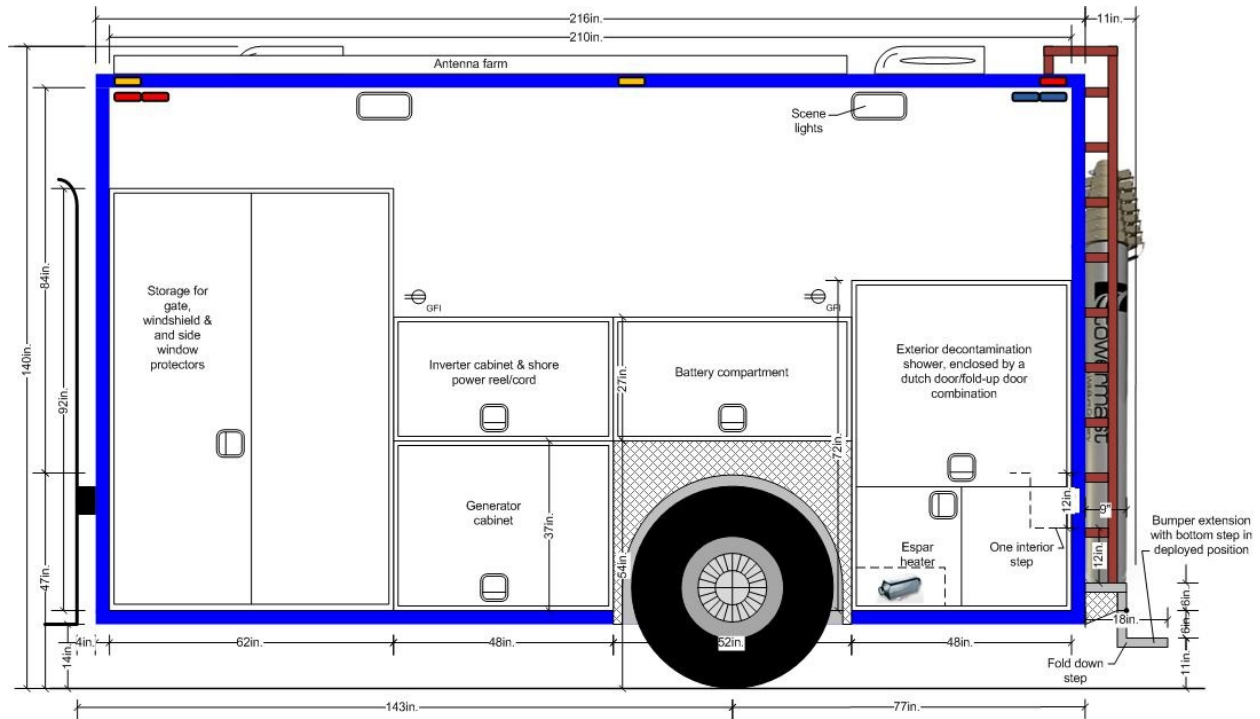 216in.
11in.
210in.
Antenna farm
Scene
lights
84in.
140in.
92in.
47in.
14in.
Storage for
gate,
windshield &
and side
window
protectors
GFI
GFI
Inverter cabinet & shore
power reel/cord
27in.
Battery compartment
Exterior decontamination
shower, enclosed by a
dutch door/fold-up door
combination
72in.
Generator
cabinet
37in.
54in.
Espar
heater
One interior
step
12in.
9"
12in.
Bumper extension
with bottom step in
deployed position
6in.
6in.
18in.
11in.
Fold down
step
4in.
62in.
48in.
52in.
48in.
143in.
77in.